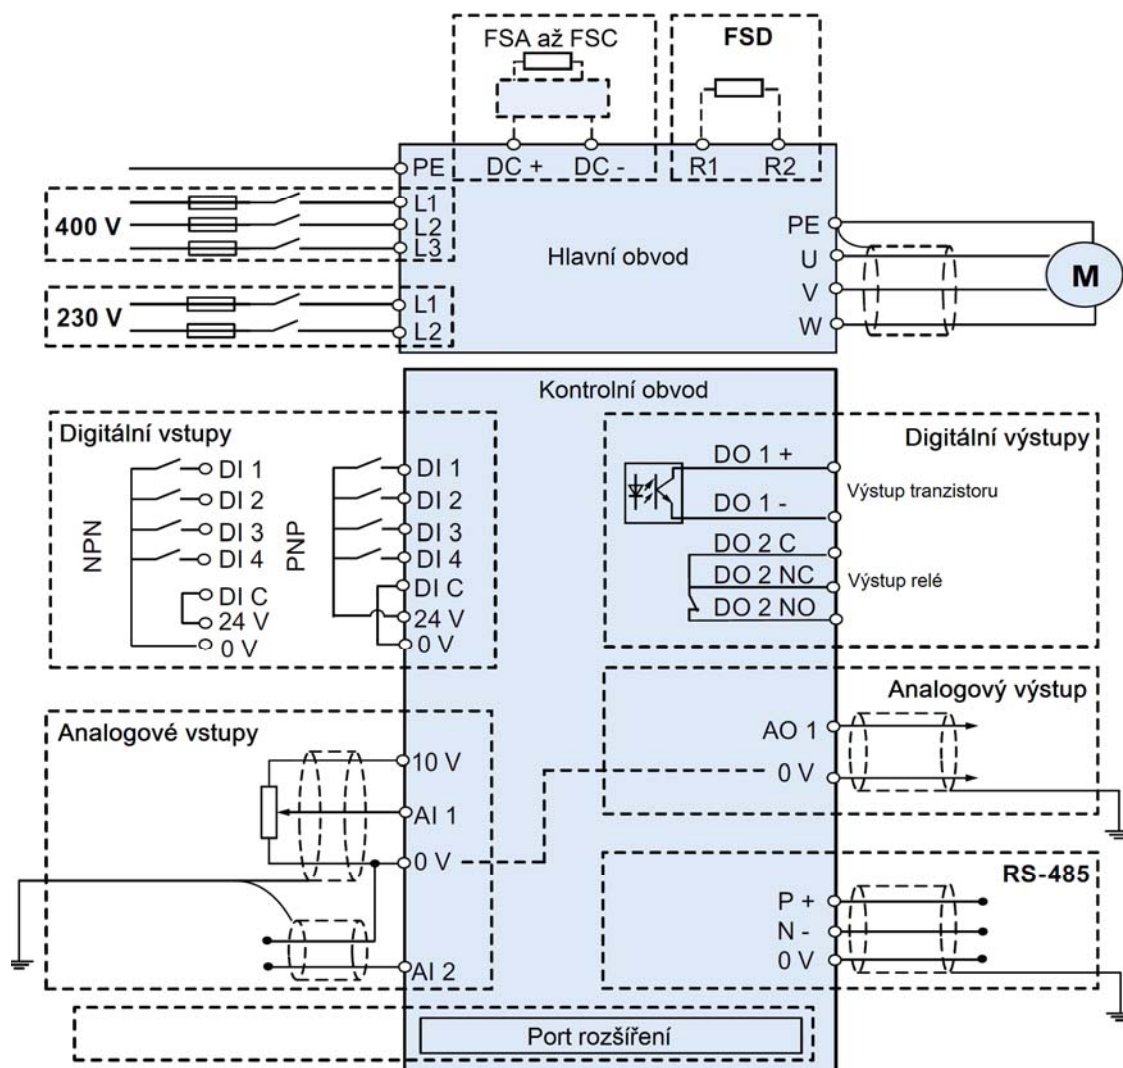 FSA až FSC
FSD
DC +
DC -
R1
R2
PE
400 V
L1
L2
L3
230 V
L1
L2
Hlavní obvod
PE
U
V
W
M
Kontrolní obvod
Digitální vstupy
NPN
DI 1
DI 2
DI 3
DI 4
DI C
24 V
0 V
PNP
DI 1
DI 2
DI 3
DI 4
DI C
24 V
0 V
Digitální výstupy
DO 1 +
DO 1 -
Výstup tranzistoru
DO 2 C
DO 2 NC
DO 2 NO
Výstup relé
Analogové vstupy
10 V
AI 1
0 V
AI 2
Analogový výstup
AO 1
0 V
RS-485
P +
N -
0 V
Port rozšíření